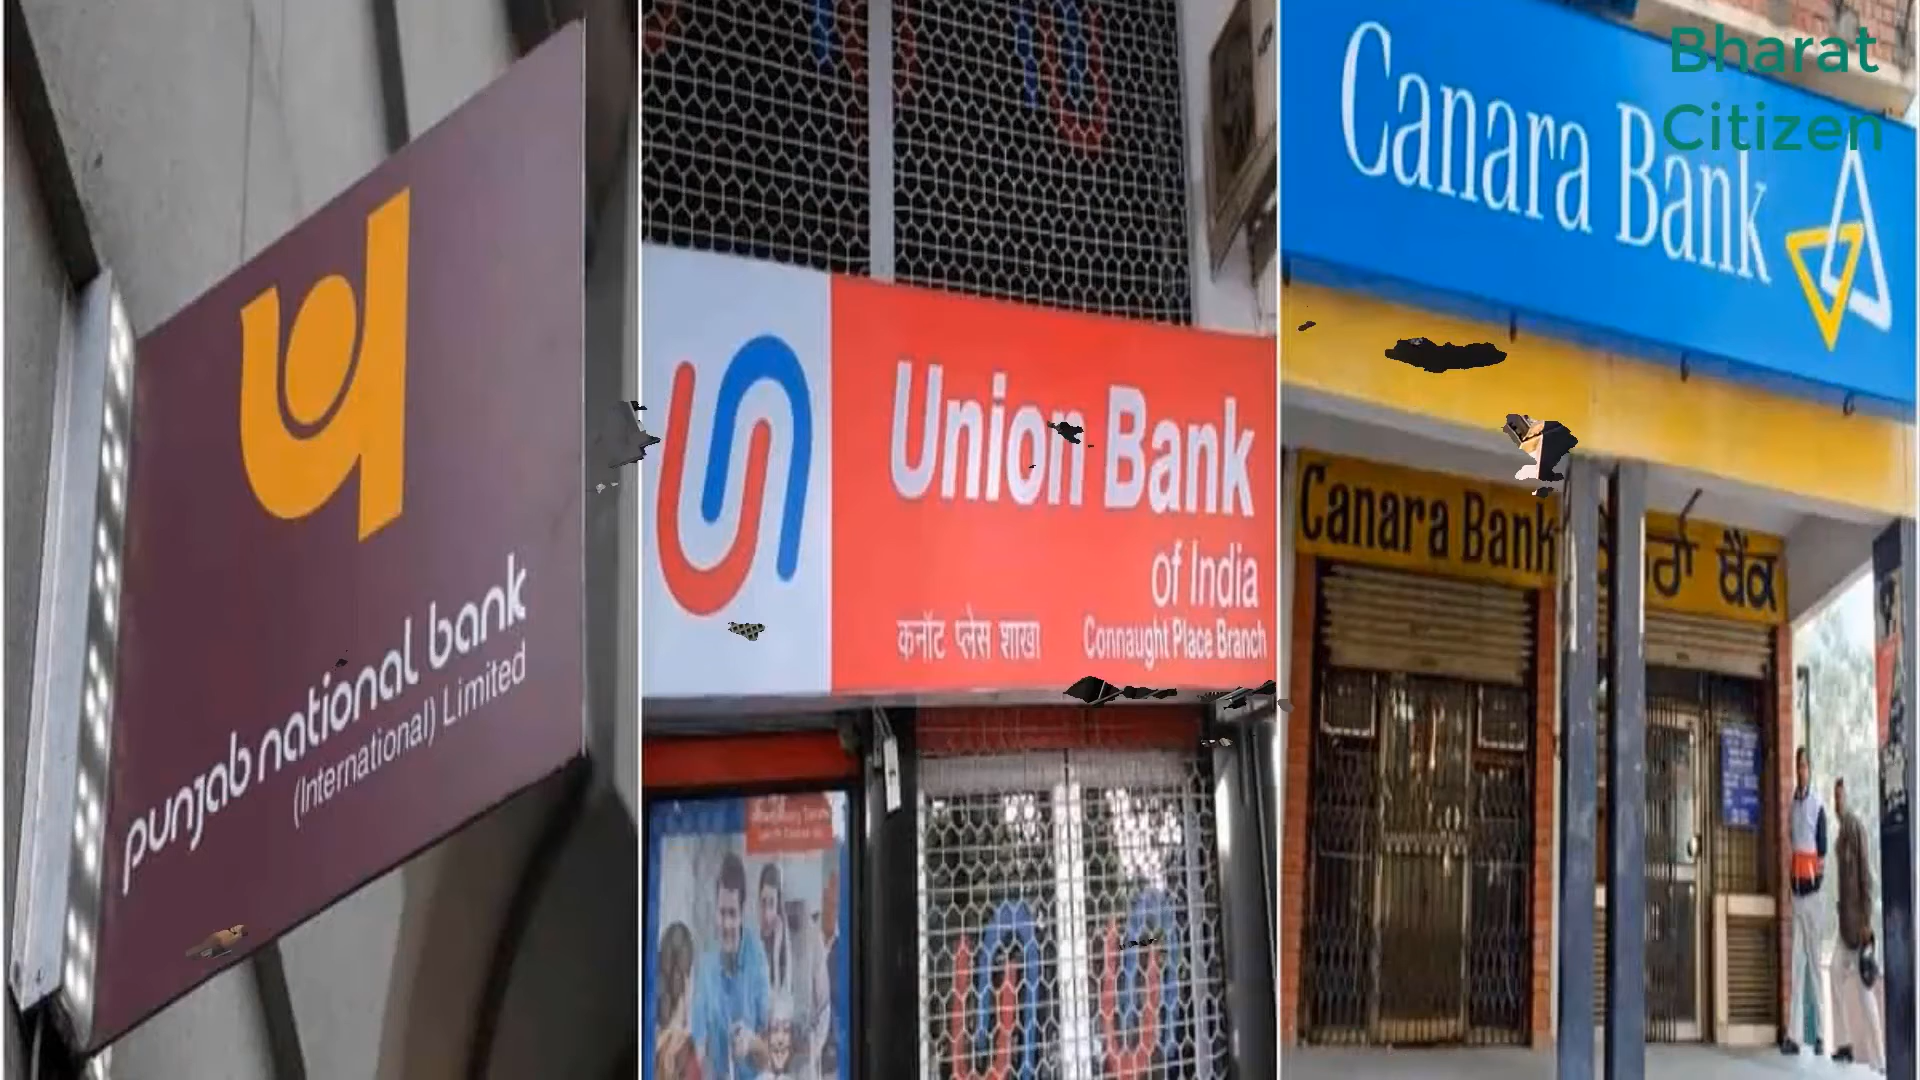 punjab national bank
(International) Limited
Union Bank
of India
कनॉट प्लेस शाखा
Connaught Place Branch
Canara Bank
Canara Bank
ਬੈਂਕ
Bharat
Citizen